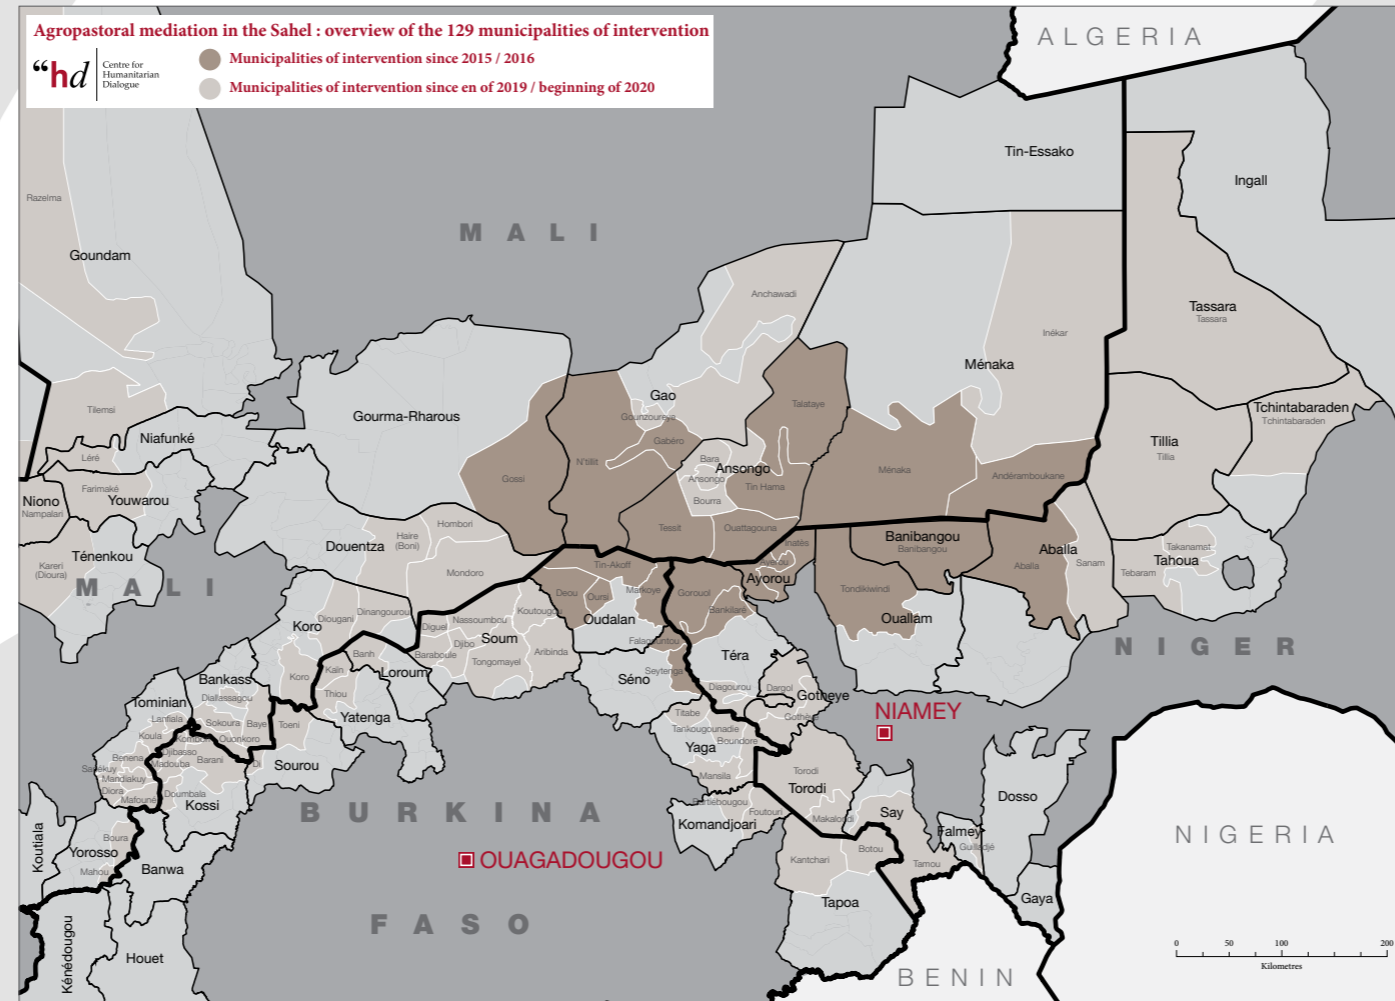 Agropastoral mediation in the Sahel : overview of the 129 municipalities of intervention
“hd
Centre for
Humanitarian
Dialogue
Municipalities of intervention since 2015 / 2016
Municipalities of intervention since en of 2019 / beginning of 2020
ALGERIA
Tin-Essako
Ingall
Razelma
MALI
Goundam
Anchawadi
Tassara
Tassara
Inékar
Ménaka
Gao
Tilemsi
Gourma-Rharous
Gounzoureye
Talataye
Tchintabaraden
Tchintabaraden
Niafunké
Gabéro
Tillia
Tillia
Léré
N'tillit
Bara
Ansongo
Ansongo
Ménaka
Andéramboukane
Gossi
Farimaké
Youwarou
Tin Hama
Niono
Nampalari
Bourra
Hombori
Tessit
Ouattagouna
Haire
(Boni)
Douentza
Banibangou
Banibangou
Inatès
Takanamat
Ténenkou
Aballa
Tahoua
Kareri
(Dioura)
Mondoro
Tin-Akoff
Ayorou
Ayorou
Abalia
Sanam
Tebaram
MALI
Deou
Oursi
Markoye
Gorouol
Tondikiwindi
Dinangourou
Diougani
Koutougou
Bankilaré
Koro
Diguel
Nassoumbou
Oudalan
Ouallam
Soum
Djibo
Falagountou
NIGER
Banh
Baraboule
Aribinda
Téra
Tongomayel
Kain
Loroum
Seytenga
Koro
Bankass
Séno
Diagourou
Dargol
Gotheye
Thiou
Diallassagou
Tominian
Titabe
NIAMEY
Yatenga
Lanfiala
Sokoura
Baye
Toeni
Tankougounadie
Koula
Ouonkoro
Boundore
Yaga
Djibasso
Benena
Madouba
Barani
Di
Sourou
Mansila
Torodi
Torodi
Mandiakuy
Diora
Doumbala
Mafouné
Kossi
BURKINA
Dosso
Foutouri
Makalondi
Say
Komandjoari
Falmey
Boura
NIGERIA
Koutiala
Yorosso
Botou
Guilladjé
Kantchari
OUAGADOUGOU
Tamou
Mahou
Banwa
Tapoa
Gaya
FASO
Kénédougou
Houet
BENIN
0 50 100 200
Kilometres